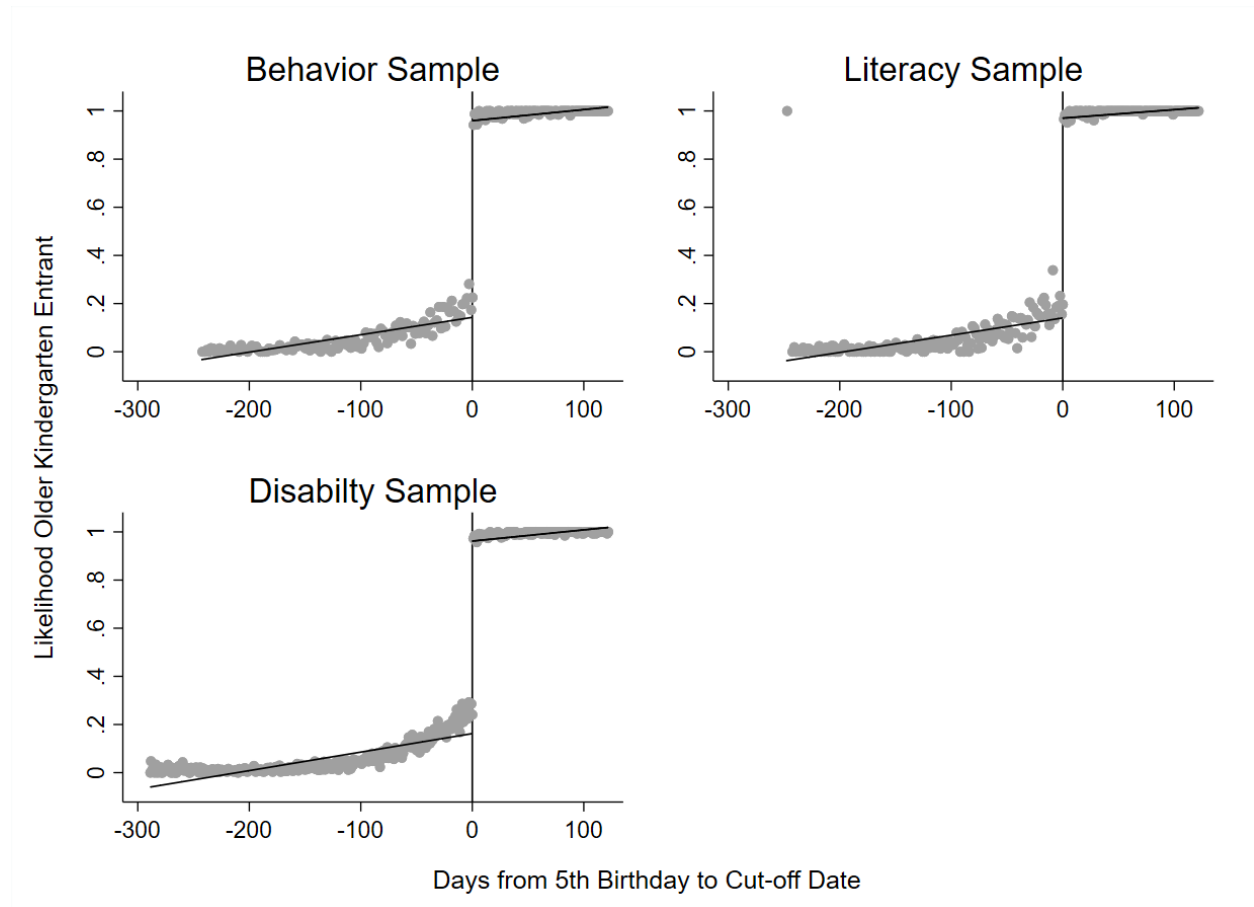 Behavior Sample
Literacy Sample
Likelihood Older Kindergarten Entrant
1
.8
.6
.4
.2
0
-300 -200 -100 0 100
1
.8
.6
.4
.2
0
-300 -200 -100 0 100
Disabilty Sample
1
.8
.6
.4
.2
0
-300 -200 -100 0 100
Days from 5th Birthday to Cut-off Date